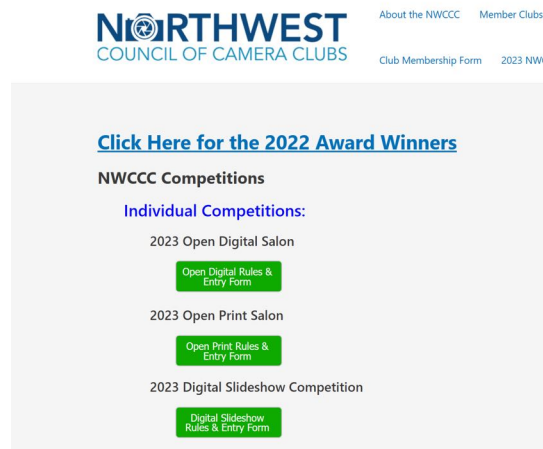 NORTHWEST
COUNCIL OF CAMERA CLUBS
About the NWCCC Member Clubs
Club Membership Form 2023
Click Here for the 2022 Award Winners
NWCCC Competitions
Individual Competitions:
2023 Open Digital Salon
Open Digital Rules &
Entry Form
2023 Open Print Salon
Open Print Rules &
Entry Form
2023 Digital Slideshow Competition
Digital Slideshow
Rules & Entry Form